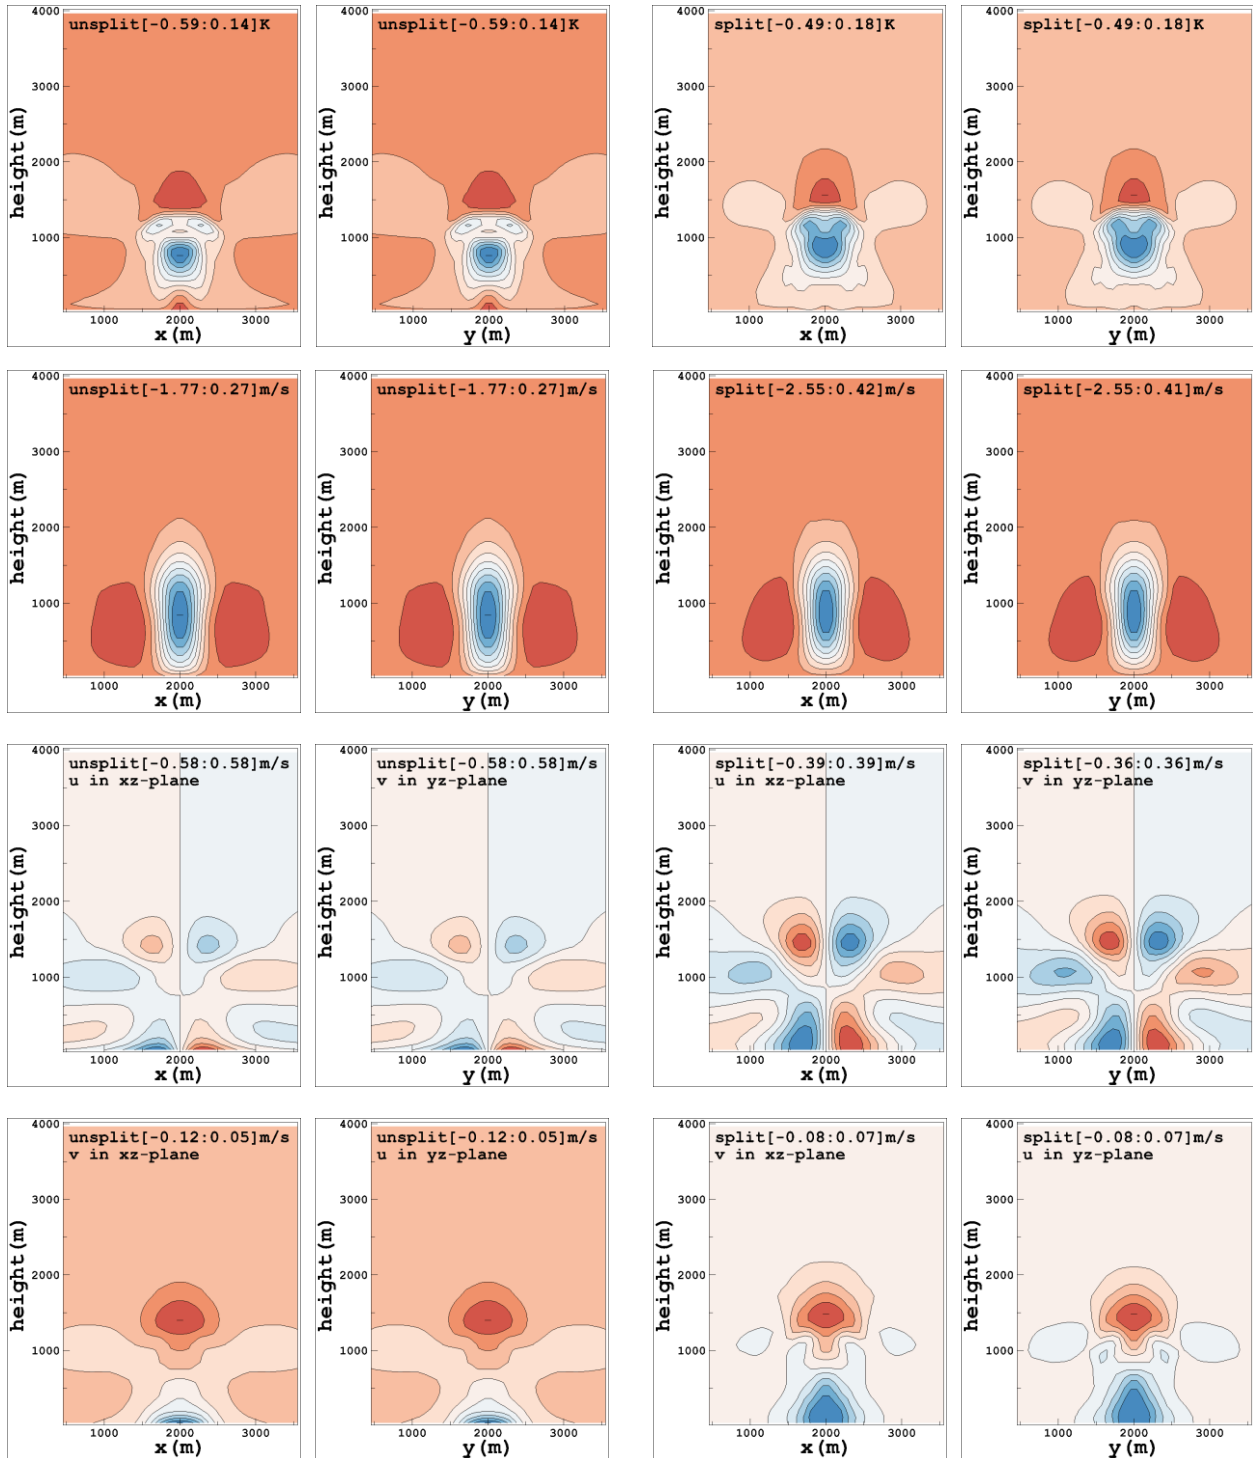 unsplit[-0.59:0.14]K
height(m)
4000
3000
2000
1000
1000 2000 3000
x(m)
unsplit[-0.59:0.14]K
height(m)
4000
3000
2000
1000
1000 2000 3000
y(m)
split[-0.49:0.18]K
height(m)
4000
3000
2000
1000
1000 2000 3000
x(m)
split[-0.49:0.18]K
height(m)
4000
3000
2000
1000
1000 2000 3000
y(m)
unsplit[-1.77:0.27]m/s
height(m)
4000
3000
2000
1000
1000 2000 3000
x(m)
unsplit[-1.77:0.27]m/s
height(m)
4000
3000
2000
1000
1000 2000 3000
y(m)
split[-2.55:0.42]m/s
height(m)
4000
3000
2000
1000
1000 2000 3000
x(m)
split[-2.55:0.41]m/s
height(m)
4000
3000
2000
1000
1000 2000 3000
y(m)
unsplit[-0.58:0.58]m/s
u in xz-plane
height(m)
4000
3000
2000
1000
1000 2000 3000
x(m)
unsplit[-0.58:0.58]m/s
v in yz-plane
height(m)
4000
3000
2000
1000
1000 2000 3000
y(m)
split[-0.39:0.39]m/s
u in xz-plane
height(m)
4000
3000
2000
1000
1000 2000 3000
x(m)
split[-0.36:0.36]m/s
v in yz-plane
height(m)
4000
3000
2000
1000
1000 2000 3000
y(m)
unsplit[-0.12:0.05]m/s
v in xz-plane
height(m)
4000
3000
2000
1000
1000 2000 3000
x(m)
unsplit[-0.12:0.05]m/s
u in yz-plane
height(m)
4000
3000
2000
1000
1000 2000 3000
y(m)
split[-0.08:0.07]m/s
v in xz-plane
height(m)
4000
3000
2000
1000
1000 2000 3000
x(m)
split[-0.08:0.07]m/s
u in yz-plane
height(m)
4000
3000
2000
1000
1000 2000 3000
y(m)